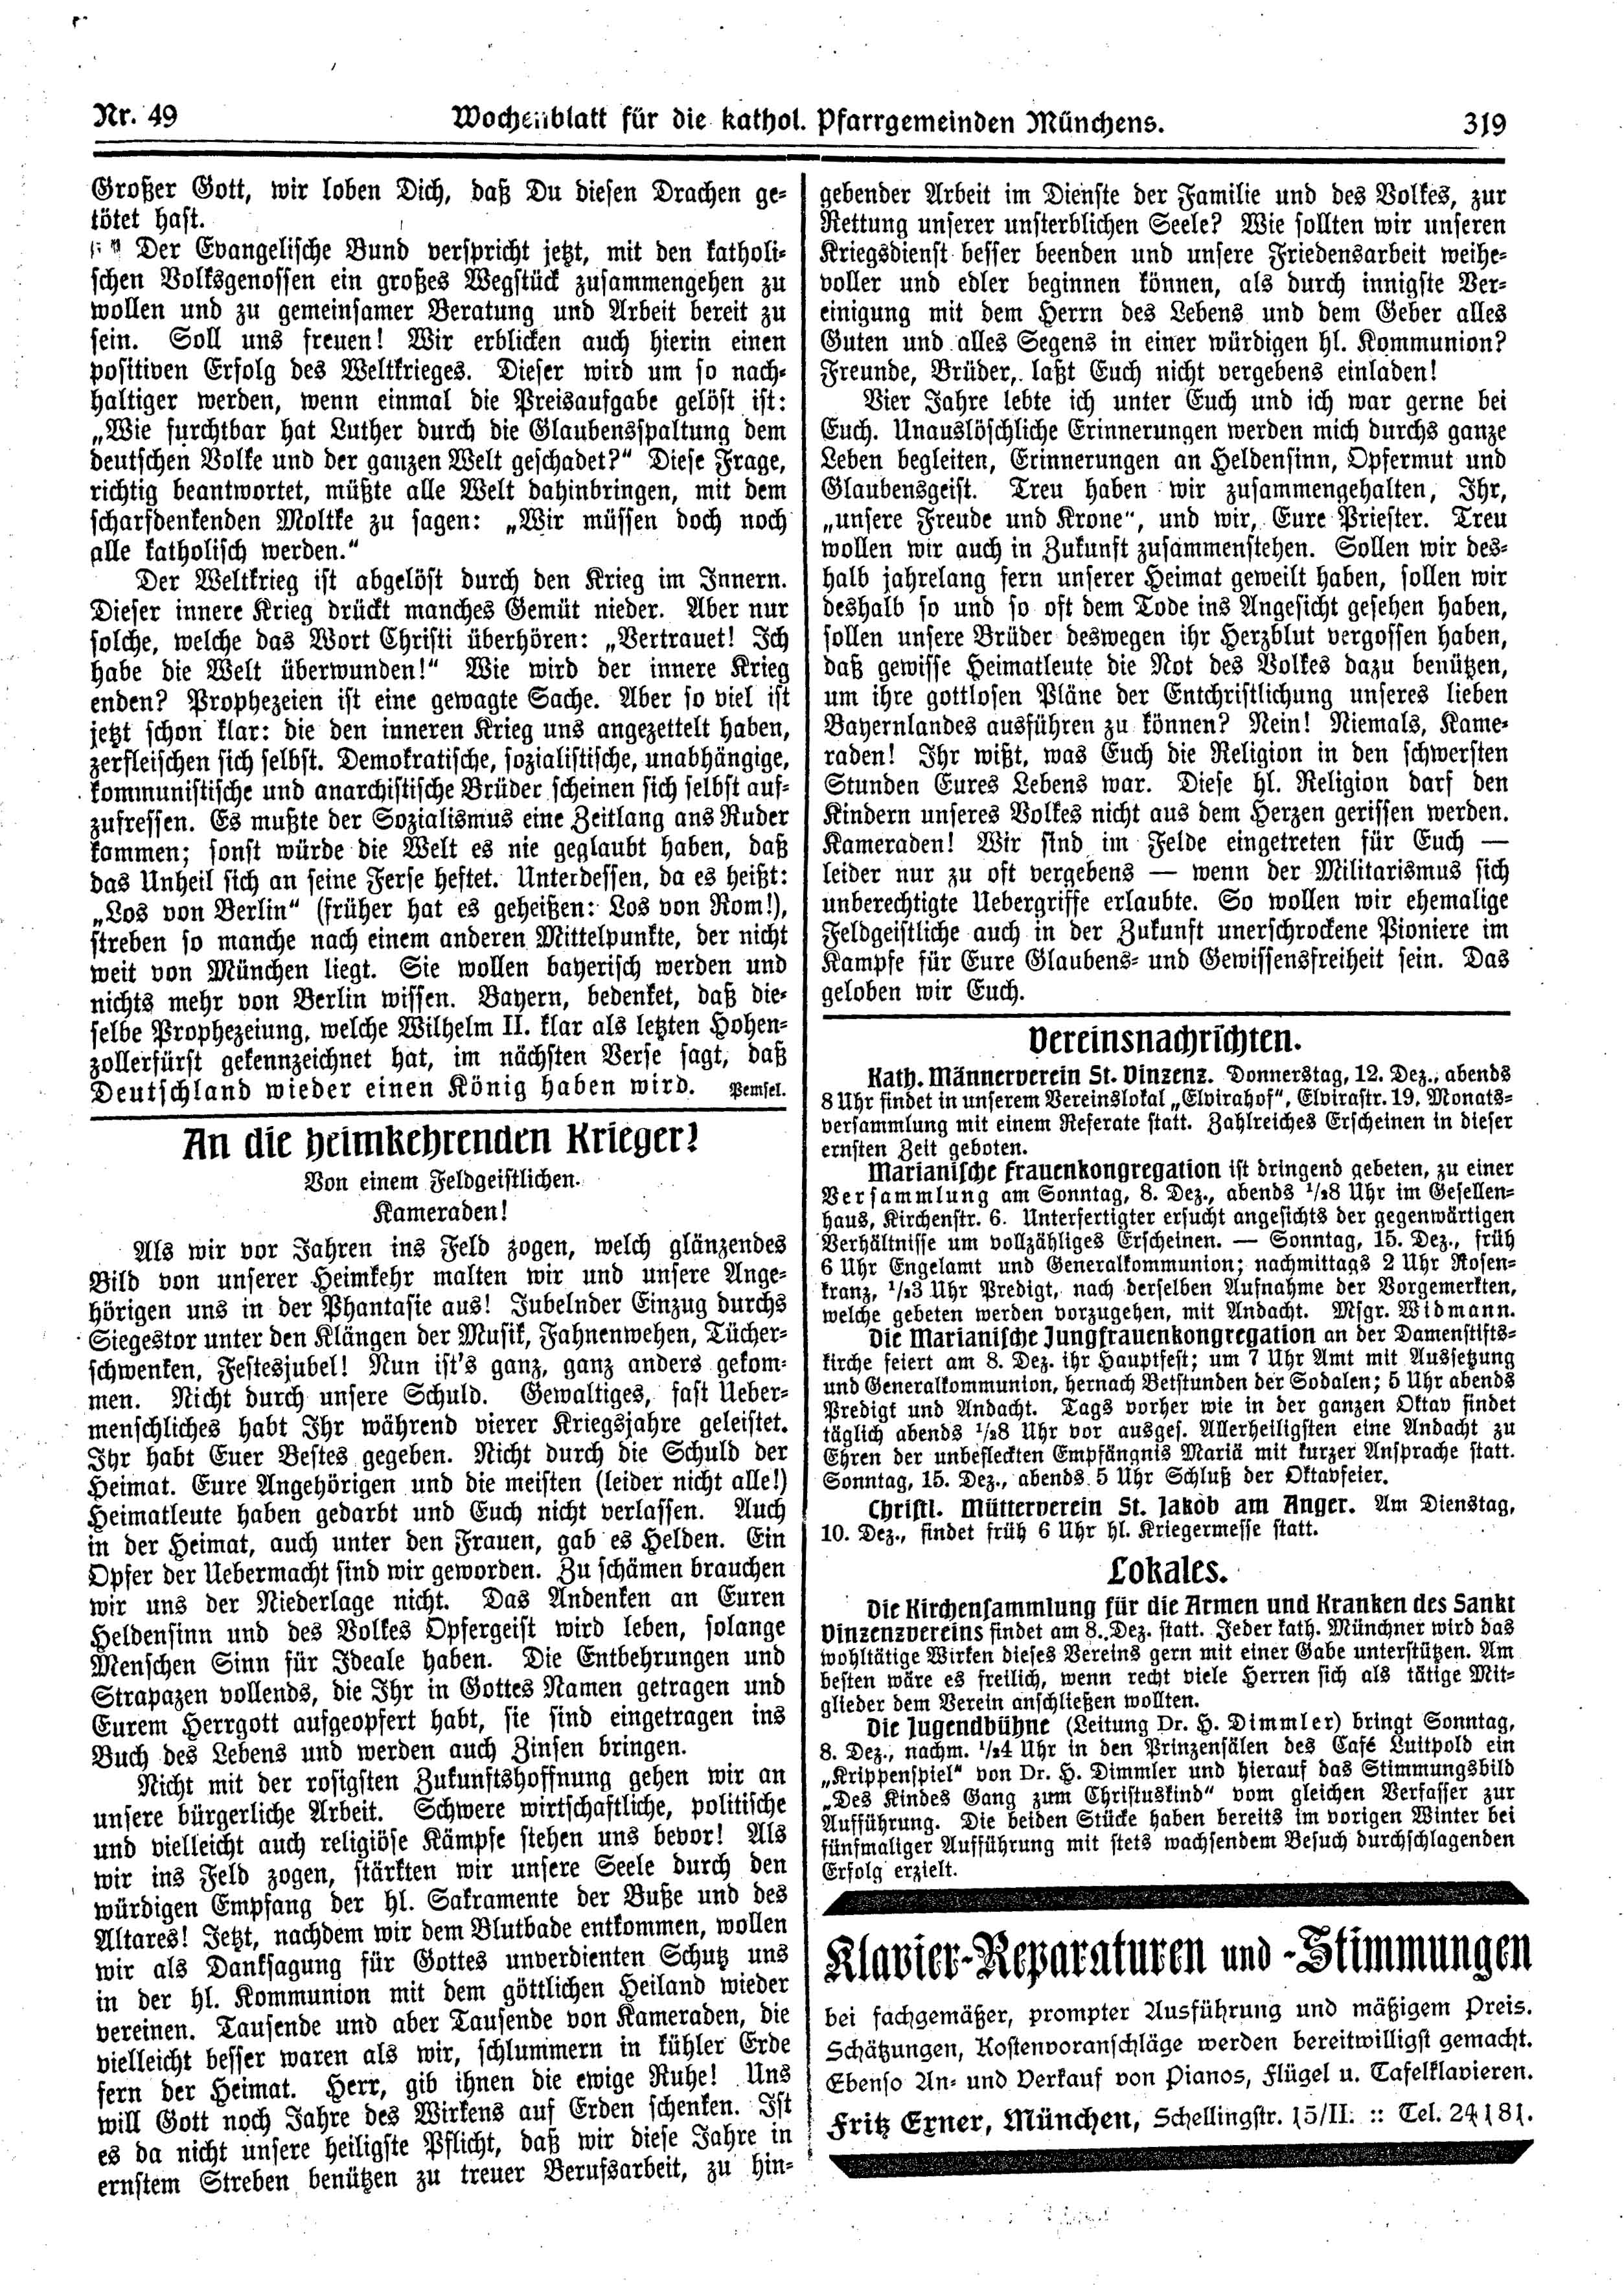 Nr. 49
Wochenblatt für die kathol. Pfarrgemeinden Münchens.
319
Großer Gott, wir loben Dich, daß Du diesen Drachen ge-
tötet hast.
Der Evangelische Bund verspricht jetzt, mit den katholi-
schen Volksgenossen ein großes Wegstück zusammengehen zu
wollen und zu gemeinsamer Beratung und Arbeit bereit zu
sein. Soll uns freuen! Wir erblicken auch hierin einen
positiven Erfolg des Weltkrieges. Dieser wird um so nach-
haltiger werden, wenn einmal die Preisaufgabe gelöst ist:
„Wie furchtbar hat Luther durch die Glaubensspaltung dem
deutschen Volke und der ganzen Welt geschadet?“ Diese Frage,
richtig beantwortet, müßte alle Welt dahinbringen, mit dem
scharfdenkenden Moltke zu sagen: „Wir müssen doch noch
alle katholisch werden.“
Der Weltkrieg ist abgelöst durch den Krieg im Innern.
Dieser innere Krieg drückt manches Gemüt nieder. Aber nur
solche, welche das Wort Christi überhören: „Vertrauet! Ich
habe die Welt überwunden!“ Wie wird der innere Krieg
enden? Prophezeien ist eine gewagte Sache. Aber so viel ist
jetzt schon klar: die den inneren Krieg uns angezettelt haben,
zerfleischen sich selbst. Demokratische, sozialistische, unabhängige,
kommunistische und anarchistische Brüder scheinen sich selbst auf-
zufressen. Es mußte der Sozialismus eine Zeitlang ans Ruder
kommen; sonst würde die Welt es nie geglaubt haben, daß
das Unheil sich an seine Ferse heftet. Unterdessen, da es heißt:
„Los von Berlin“ (früher hat es geheißen: Los von Rom!),
streben so manche nach einem anderen Mittelpunkte, der nicht
weit von München liegt. Sie wollen bayerisch werden und
nichts mehr von Berlin wissen. Bayern, bedenket, daß die-
selbe Prophezeiung, welche Wilhelm II. klar als letzten Hohen-
zollerfürst gekennzeichnet hat, im nächsten Verse sagt, daß
Deutschland wieder einen König haben wird. Pemsel.
An die heimkehrenden Krieger!
Von einem Feldgeistlichen.
Kameraden!
Als wir vor Jahren ins Feld zogen, welch glänzendes
Bild von unserer Heimkehr malten wir und unsere Ange-
hörigen uns in der Phantasie aus! Jubelnder Einzug durchs
Siegestor unter den Klängen der Musik, Fahnenwehen, Tücher-
schwenken, Festesjubel! Nun ist's ganz, ganz anders gekom-
men. Nicht durch unsere Schuld. Gewaltiges, fast Ueber-
menschliches habt Ihr während vierer Kriegsjahre geleistet.
Ihr habt Euer Bestes gegeben. Nicht durch die Schuld der
Heimat. Eure Angehörigen und die meisten (leider nicht alle!)
Heimatleute haben gedarbt und Euch nicht verlassen. Auch
in der Heimat, auch unter den Frauen, gab es Helden. Ein
Opfer der Uebermacht sind wir geworden. Zu schämen brauchen
wir uns der Niederlage nicht. Das Andenken an Euren
Heldensinn und des Volkes Opfergeist wird leben, solange
Menschen Sinn für Ideale haben. Die Entbehrungen und
Strapazen vollends, die Ihr in Gottes Namen getragen und
Eurem Herrgott aufgeopfert habt, sie sind eingetragen ins
Buch des Lebens und werden auch Zinsen bringen.
Nicht mit der rosigsten Zukunftshoffnung gehen wir an
unsere bürgerliche Arbeit. Schwere wirtschaftliche, politische
und vielleicht auch religiöse Kämpfe stehen uns bevor! Als
wir ins Feld zogen, stärkten wir unsere Seele durch den
würdigen Empfang der hl. Sakramente der Buße und des
Altares! Jetzt, nachdem wir dem Blutbade entkommen, wollen
wir als Danksagung für Gottes unverdienten Schutz uns
in der hl. Kommunion mit dem göttlichen Heiland wieder
vereinen. Tausende und aber Tausende von Kameraden, die
vielleicht besser waren als wir, schlummern in kühler Erde
fern der Heimat. Herr, gib ihnen die ewige Ruhe! Uns
will Gott noch Jahre des Wirkens auf Erden schenken. Ist
es da nicht unsere heiligste Pflicht, daß wir diese Jahre in
ernstem Streben benützen zu treuer Berufsarbeit, zu hin-
gebender Arbeit im Dienste der Familie und des Volkes, zur
Rettung unserer unsterblichen Seele? Wie sollten wir unseren
Kriegsdienst besser beenden und unsere Friedensarbeit weihe-
voller und edler beginnen können, als durch innigste Ver-
einigung mit dem Herrn des Lebens und dem Geber alles
Guten und alles Segens in einer würdigen hl. Kommunion?
Freunde, Brüder, laßt Euch nicht vergebens einladen!
Vier Jahre lebte ich unter Euch und ich war gerne bei
Euch. Unauslöschliche Erinnerungen werden mich durchs ganze
Leben begleiten, Erinnerungen an Heldensinn, Opfermut und
Glaubensgeist. Treu haben wir zusammengehalten, Ihr,
„unsere Freude und Krone“, und wir, Eure Priester. Treu
wollen wir auch in Zukunft zusammenstehen. Sollen wir des-
halb jahrelang fern unserer Heimat geweilt haben, sollen wir
deshalb so und so oft dem Tode ins Angesicht gesehen haben,
sollen unsere Brüder deswegen ihr Herzblut vergossen haben,
daß gewisse Heimatleute die Not des Volkes dazu benützen,
um ihre gottlosen Pläne der Entchristlichung unseres lieben
Bayernlandes ausführen zu können? Nein! Niemals, Kame-
raden! Ihr wißt, was Euch die Religion in den schwersten
Stunden Eures Lebens war. Diese hl. Religion darf den
Kindern unseres Volkes nicht aus dem Herzen gerissen werden.
Kameraden! Wir sind im Felde eingetreten für Euch —
leider nur zu oft vergebens — wenn der Militarismus sich
unberechtigte Uebergriffe erlaubte. So wollen wir ehemalige
Feldgeistliche auch in der Zukunft unerschrockene Pioniere im
Kampfe für Eure Glaubens- und Gewissensfreiheit sein. Das
geloben wir Euch.
Vereinsnachrichten.
Kath. Männerverein St. Vinzenz. Donnerstag, 12. Dez., abends
8 Uhr findet in unserem Vereinslokal „Elvirahof“, Elvirastr. 19, Monats-
versammlung mit einem Referate statt. Zahlreiches Erscheinen in dieser
ernsten Zeit geboten.
Marianische Frauenkongregation ist dringend gebeten, zu einer
Versammlung am Sonntag, 8. Dez., abends 1/28 Uhr im Gesellen-
haus, Kirchenstr. 6. Unterfertigter ersucht angesichts der gegenwärtigen
Verhältnisse um vollzähliges Erscheinen. — Sonntag, 15. Dez., früh
6 Uhr Engelamt und Generalkommunion; nachmittags 2 Uhr Rosen-
kranz, 1/23 Uhr Predigt, nach derselben Aufnahme der Vorgemerkten,
welche gebeten werden vorzugehen, mit Andacht. Msgr. Widmann.
Die Marianische Jungfrauenkongregation an der Damenstifts-
kirche feiert am 8. Dez. ihr Hauptfest; um 7 Uhr Amt mit Aussetzung
und Generalkommunion, hernach Betstunden der Sodalen; 5 Uhr abends
Predigt und Andacht. Tags vorher wie in der ganzen Oktav findet
täglich abends 1/28 Uhr vor ausges. Allerheiligsten eine Andacht zu
Ehren der unbefleckten Empfängnis Mariä mit kurzer Ansprache statt.
Sonntag, 15. Dez., abends 5 Uhr Schluß der Oktavfeier.
Christl. Mütterverein St. Jakob am Anger. Am Dienstag,
10. Dez., findet früh 6 Uhr hl. Kriegermesse statt.
Lokales.
Die Kirchensammlung für die Armen und Kranken des Sankt
Vinzenzvereins findet am 8. Dez. statt. Jeder kath. Münchner wird das
wohltätige Wirken dieses Vereins gern mit einer Gabe unterstützen. Am
besten wäre es freilich, wenn recht viele Herren sich als tätige Mit-
glieder dem Verein anschließen wollten.
Die Jugendbühne (Leitung Dr. H. Dimmler) bringt Sonntag,
8. Dez., nachm. 1/24 Uhr in den Prinzensälen des Café Luitpold ein
„Krippenspiel“ von Dr. H. Dimmler und hierauf das Stimmungsbild
„Des Kindes Gang zum Christuskind“ vom gleichen Verfasser zur
Aufführung. Die beiden Stücke haben bereits im vorigen Winter bei
fünfmaliger Aufführung mit stets wachsendem Besuch durchschlagenden
Erfolg erzielt.
Klavier-Reparaturen und -Stimmungen
bei fachgemäßer, prompter Ausführung und mäßigem Preis.
Schätzungen, Kostenvoranschläge werden bereitwilligst gemacht.
Ebenso An- und Verkauf von Pianos, Flügel u. Tafelklavieren.
Fritz Exner, München, Schellingstr. 15/II. :: Tel. 24181.